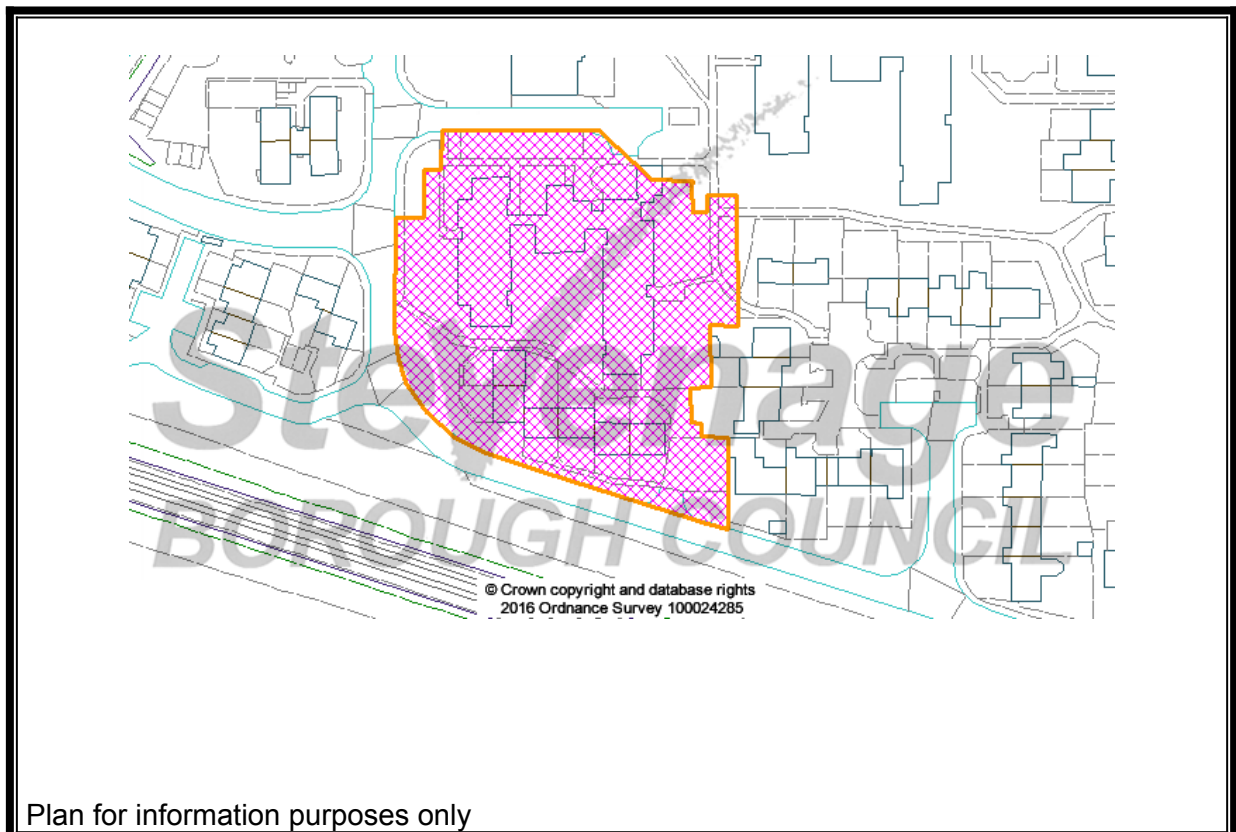 Stevenage
BOROUGH COUNCIL
© Crown copyright and database rights
2016 Ordnance Survey 100024285
Plan for information purposes only